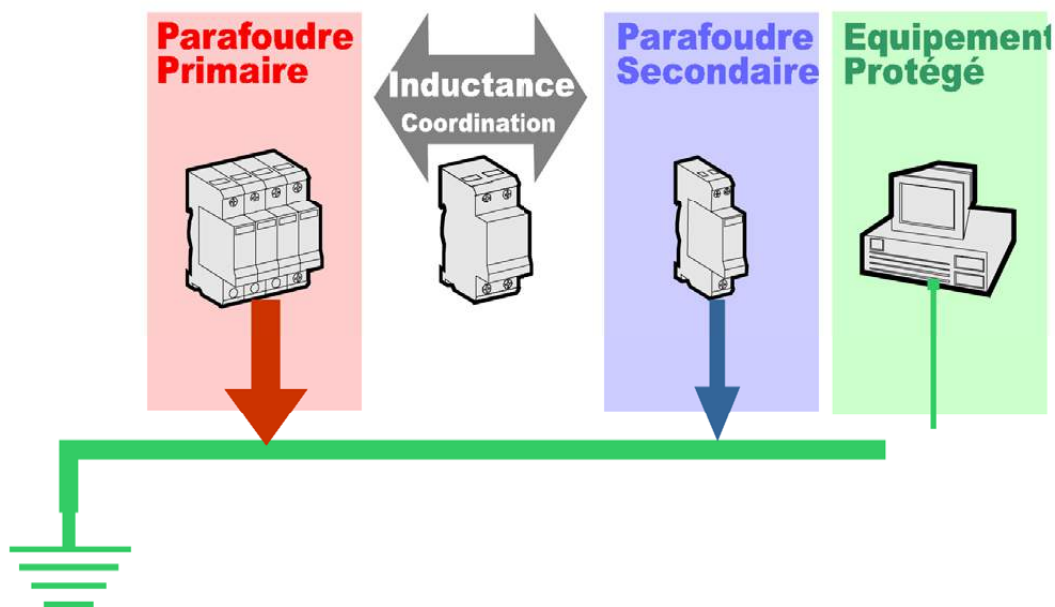 Parafoudre
Primaire
Inductance
Coordination
Parafoudre
Secondaire
Equipement
Protégé